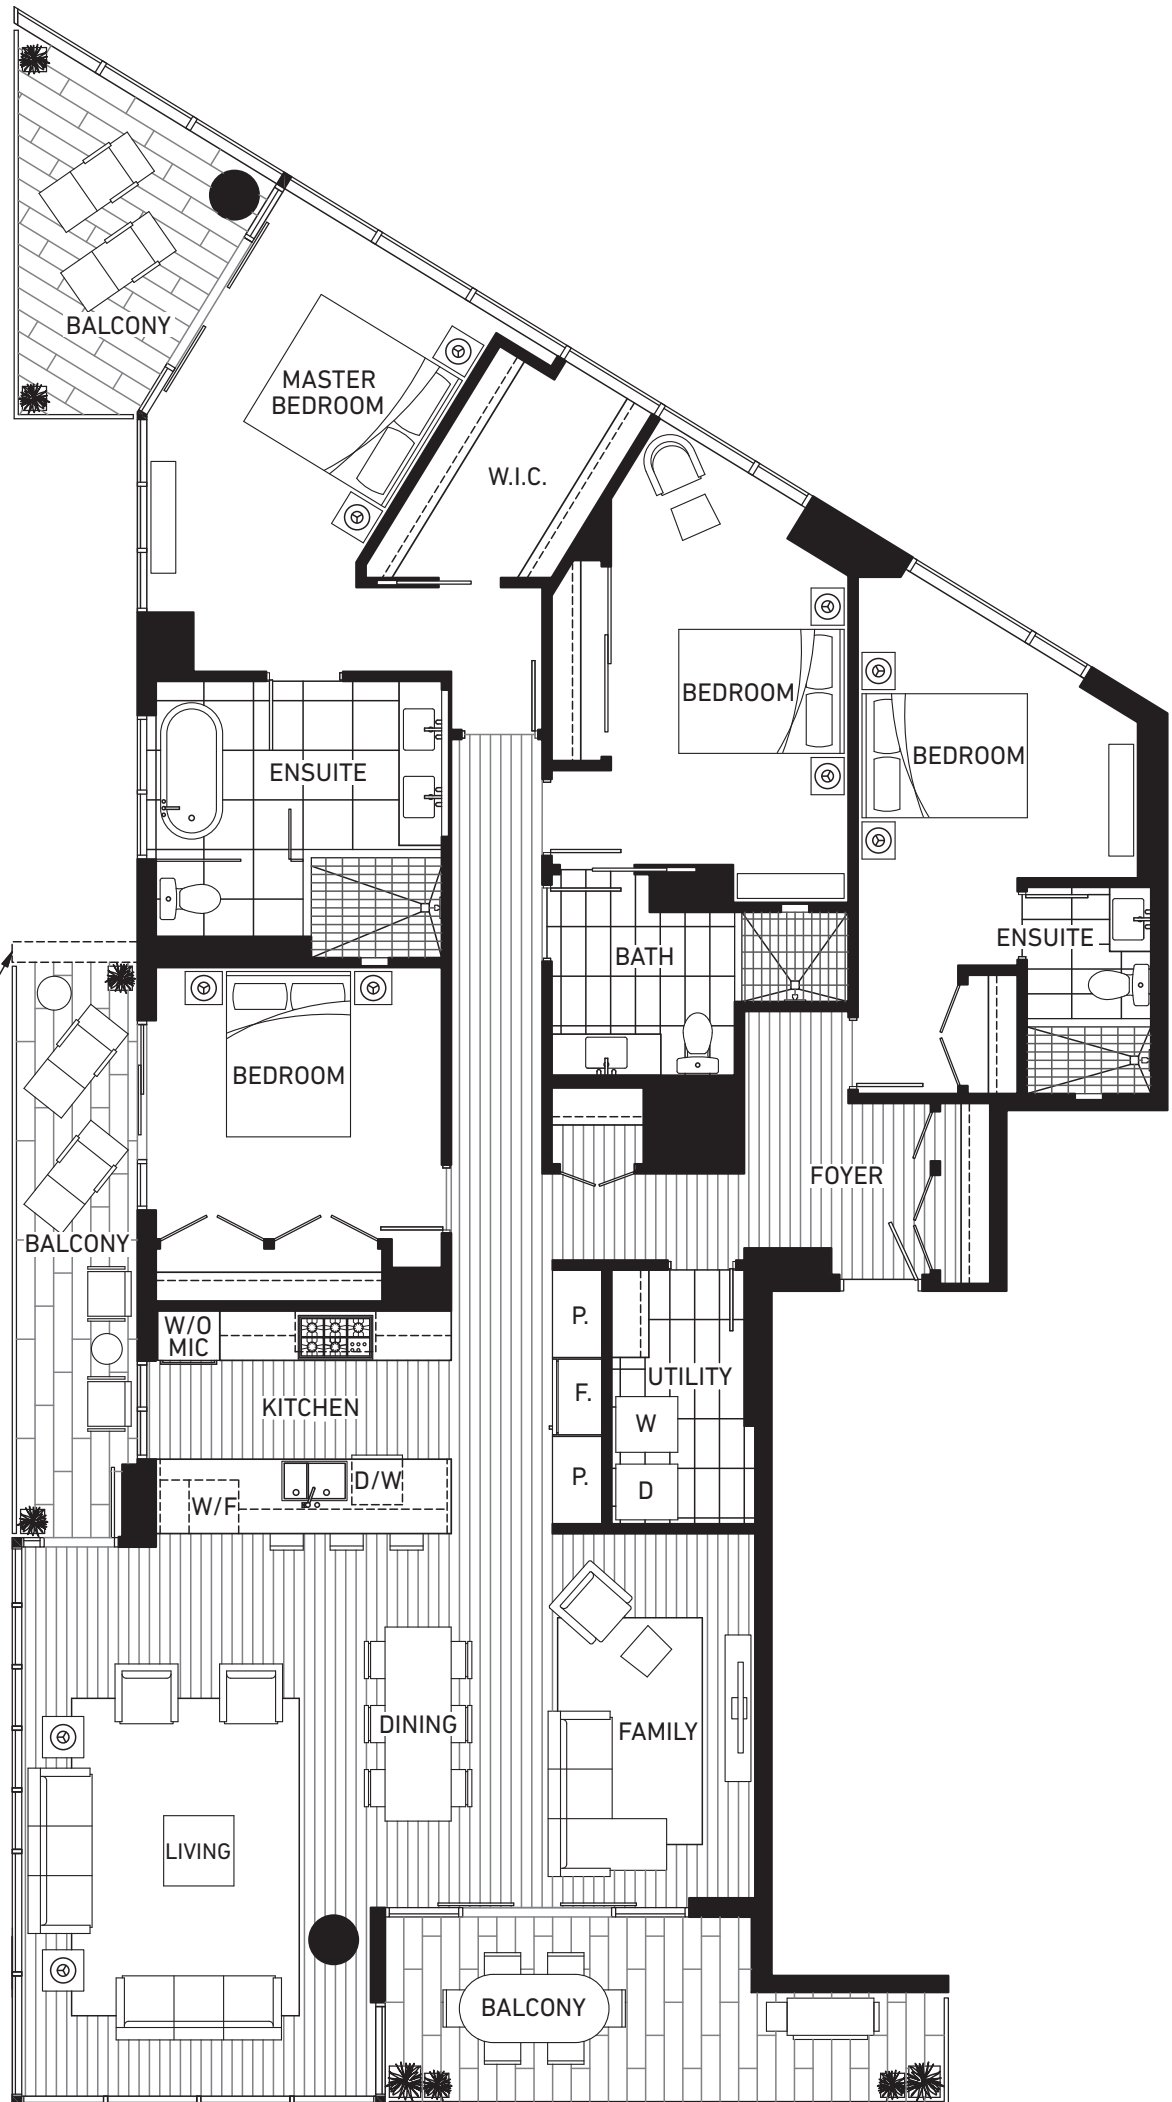 BALCONY
MASTER
BEDROOM
W.I.C.
BEDROOM
BEDROOM
ENSUITE
ENSUITE
BATH
BEDROOM
FOYER
BALCONY
W/O
MIC
P.
UTILITY
F.
KITCHEN
W
P.
D/W
D
W/F
DINING
FAMILY
LIVING
BALCONY